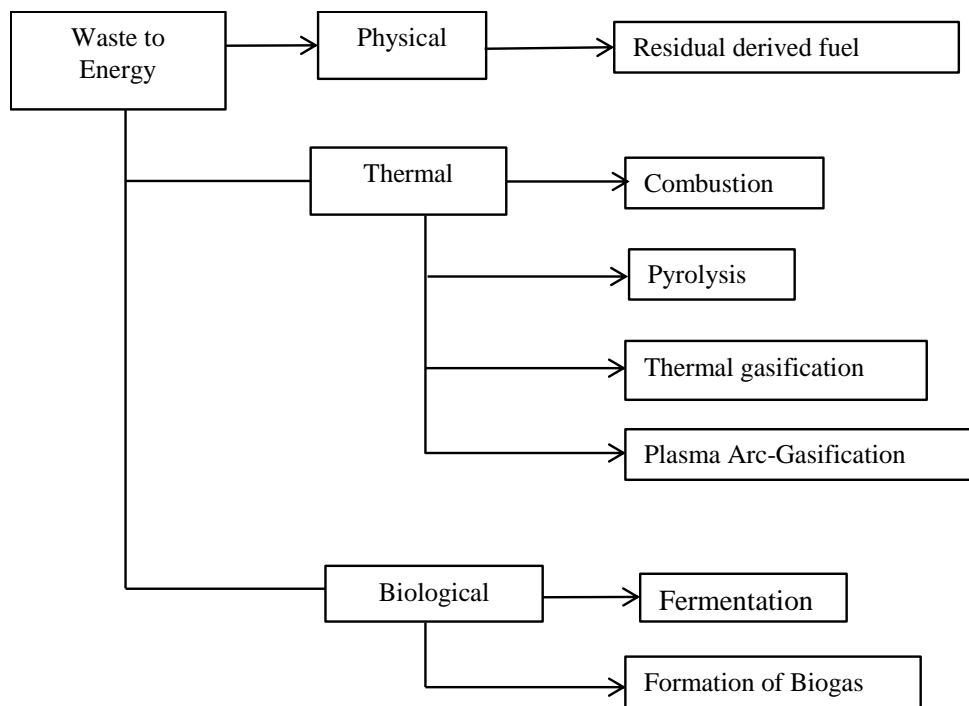 Waste to
Energy
Physical
Residual derived fuel
Thermal
Combustion
Pyrolysis
Thermal gasification
Plasma Arc-Gasification
Biological
Fermentation
Formation of Biogas